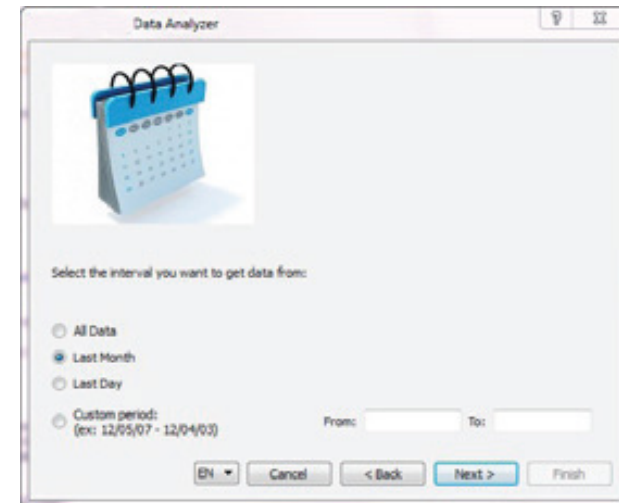 Data Analyzer
Select the interval you want to get data from:
All Data
Last Month
Last Day
Custom period:
(ex: 12/05/07 - 12/04/03)
From:
To:
EN
Cancel
< Back
Next >
Finish